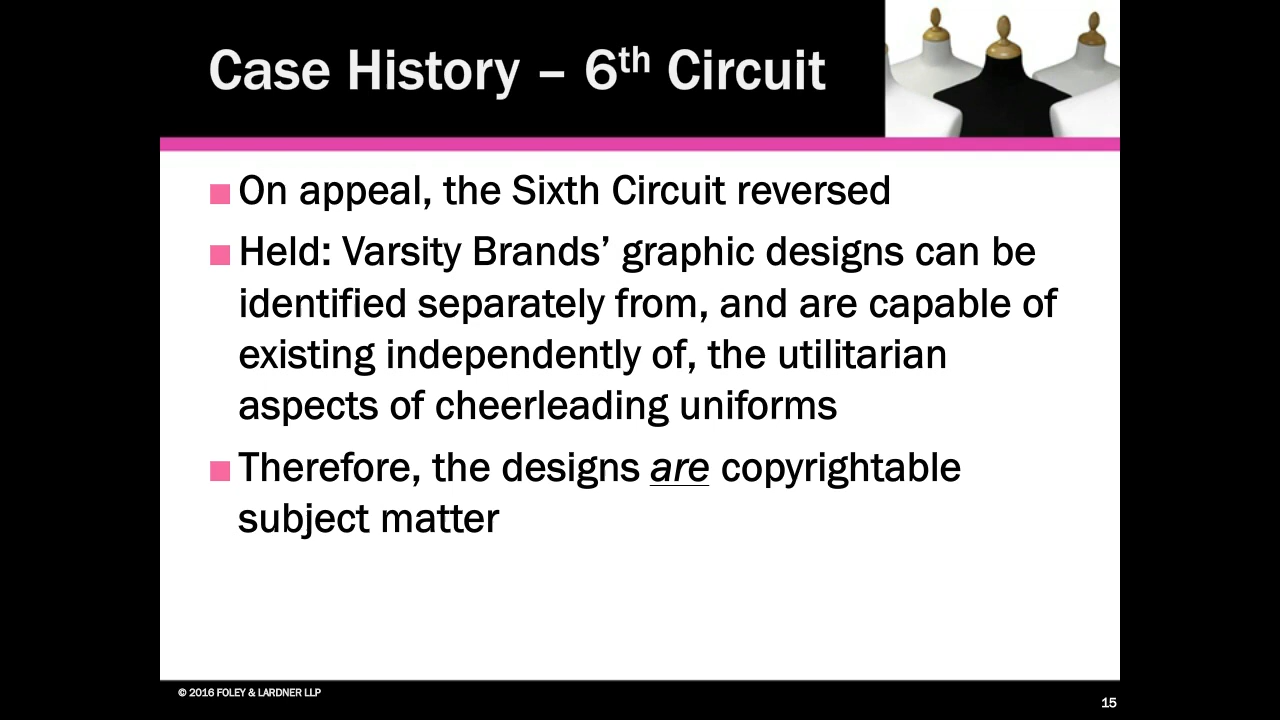 Case History – 6th Circuit
■ On appeal, the Sixth Circuit reversed
■ Held: Varsity Brands’ graphic designs can be
identified separately from, and are capable of
existing independently of, the utilitarian
aspects of cheerleading uniforms
■ Therefore, the designs are copyrightable
subject matter
© 2016 FOLEY & LARDNER LLP
15